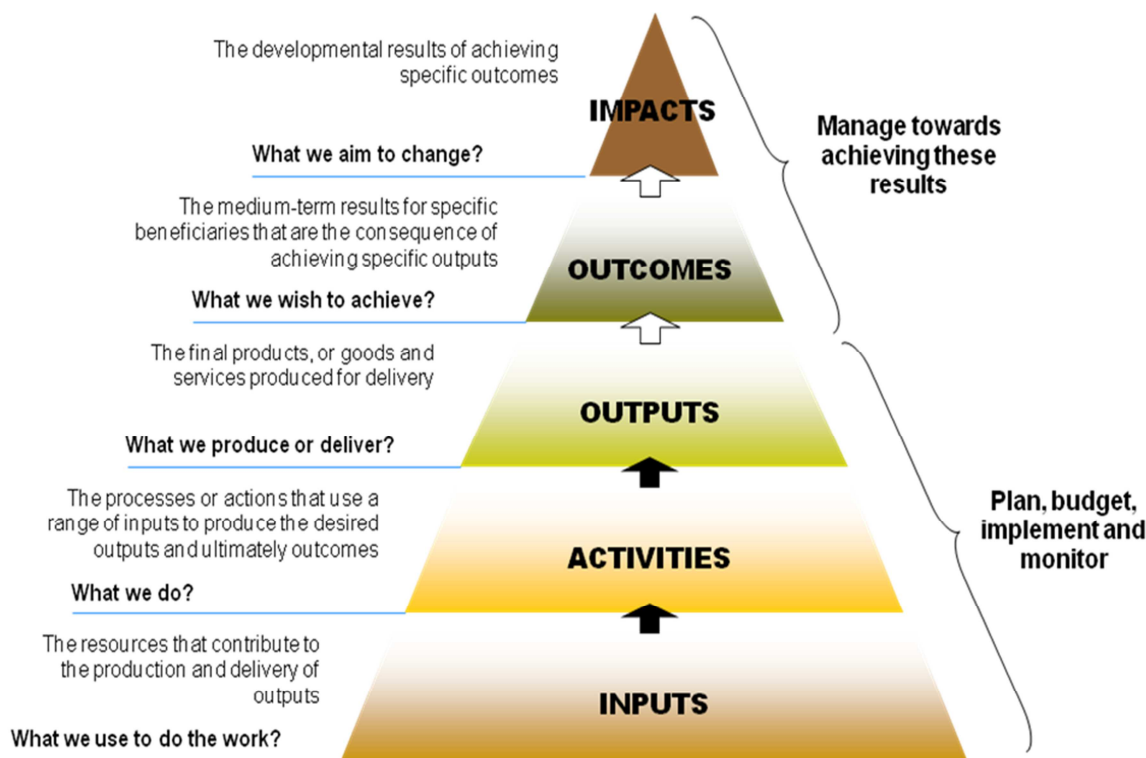 The developmental results of achieving
specific outcomes
IMPACTS
What we aim to change?
Manage towards
achieving these
results
The medium-term results for specific
beneficiaries that are the consequence of
achieving specific outputs
OUTCOMES
What we wish to achieve?
The final products, or goods and
services produced for delivery
OUTPUTS
What we produce or deliver?
The processes or actions that use a
range of inputs to produce the desired
outputs and ultimately outcomes
ACTIVITIES
What we do?
Plan, budget,
implement and
monitor
The resources that contribute to
the production and delivery of
outputs
INPUTS
What we use to do the work?